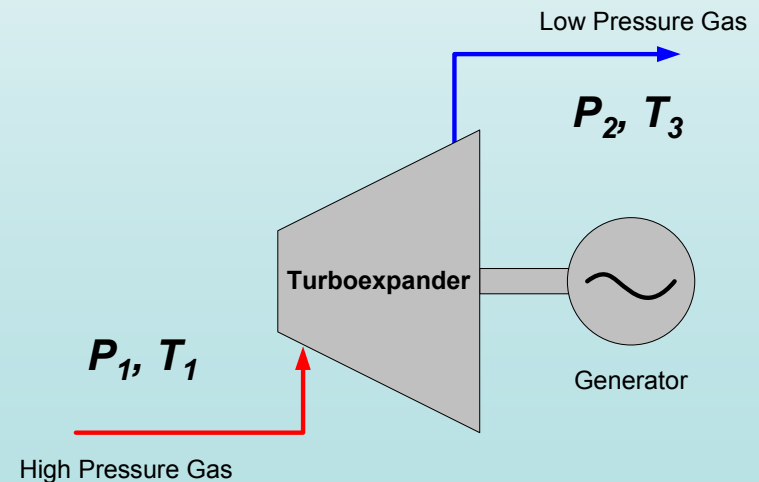 Low Pressure Gas
P2, T3
Turboexpander
P1, T1
Generator
High Pressure Gas